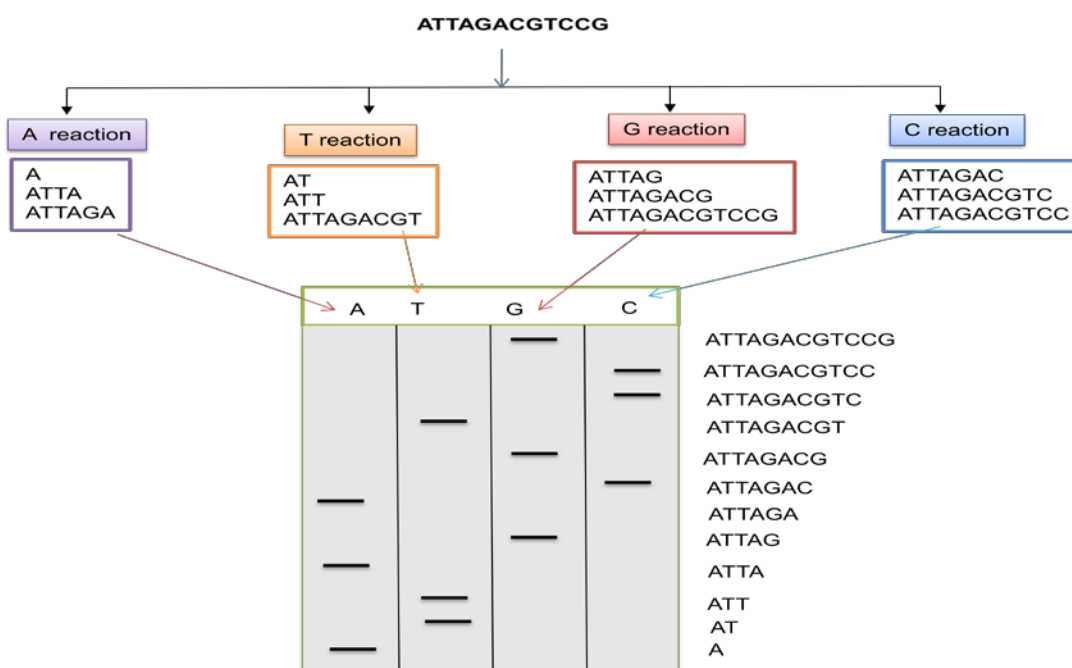 ATTAGACGTCCG
A reaction
T reaction
G reaction
C reaction
A
ATTA
ATTAGA
AT
ATT
ATTAGACGT
ATTAG
ATTAGACG
ATTAGACGTCCG
ATTAGAC
ATTAGACGTC
ATTAGACGTCC
A T G C
ATTAGACGTCCG
ATTAGACGTCC
ATTAGACGTC
ATTAGACGT
ATTAGACG
ATTAGAC
ATTAGA
ATTAG
ATTA
ATT
AT
A